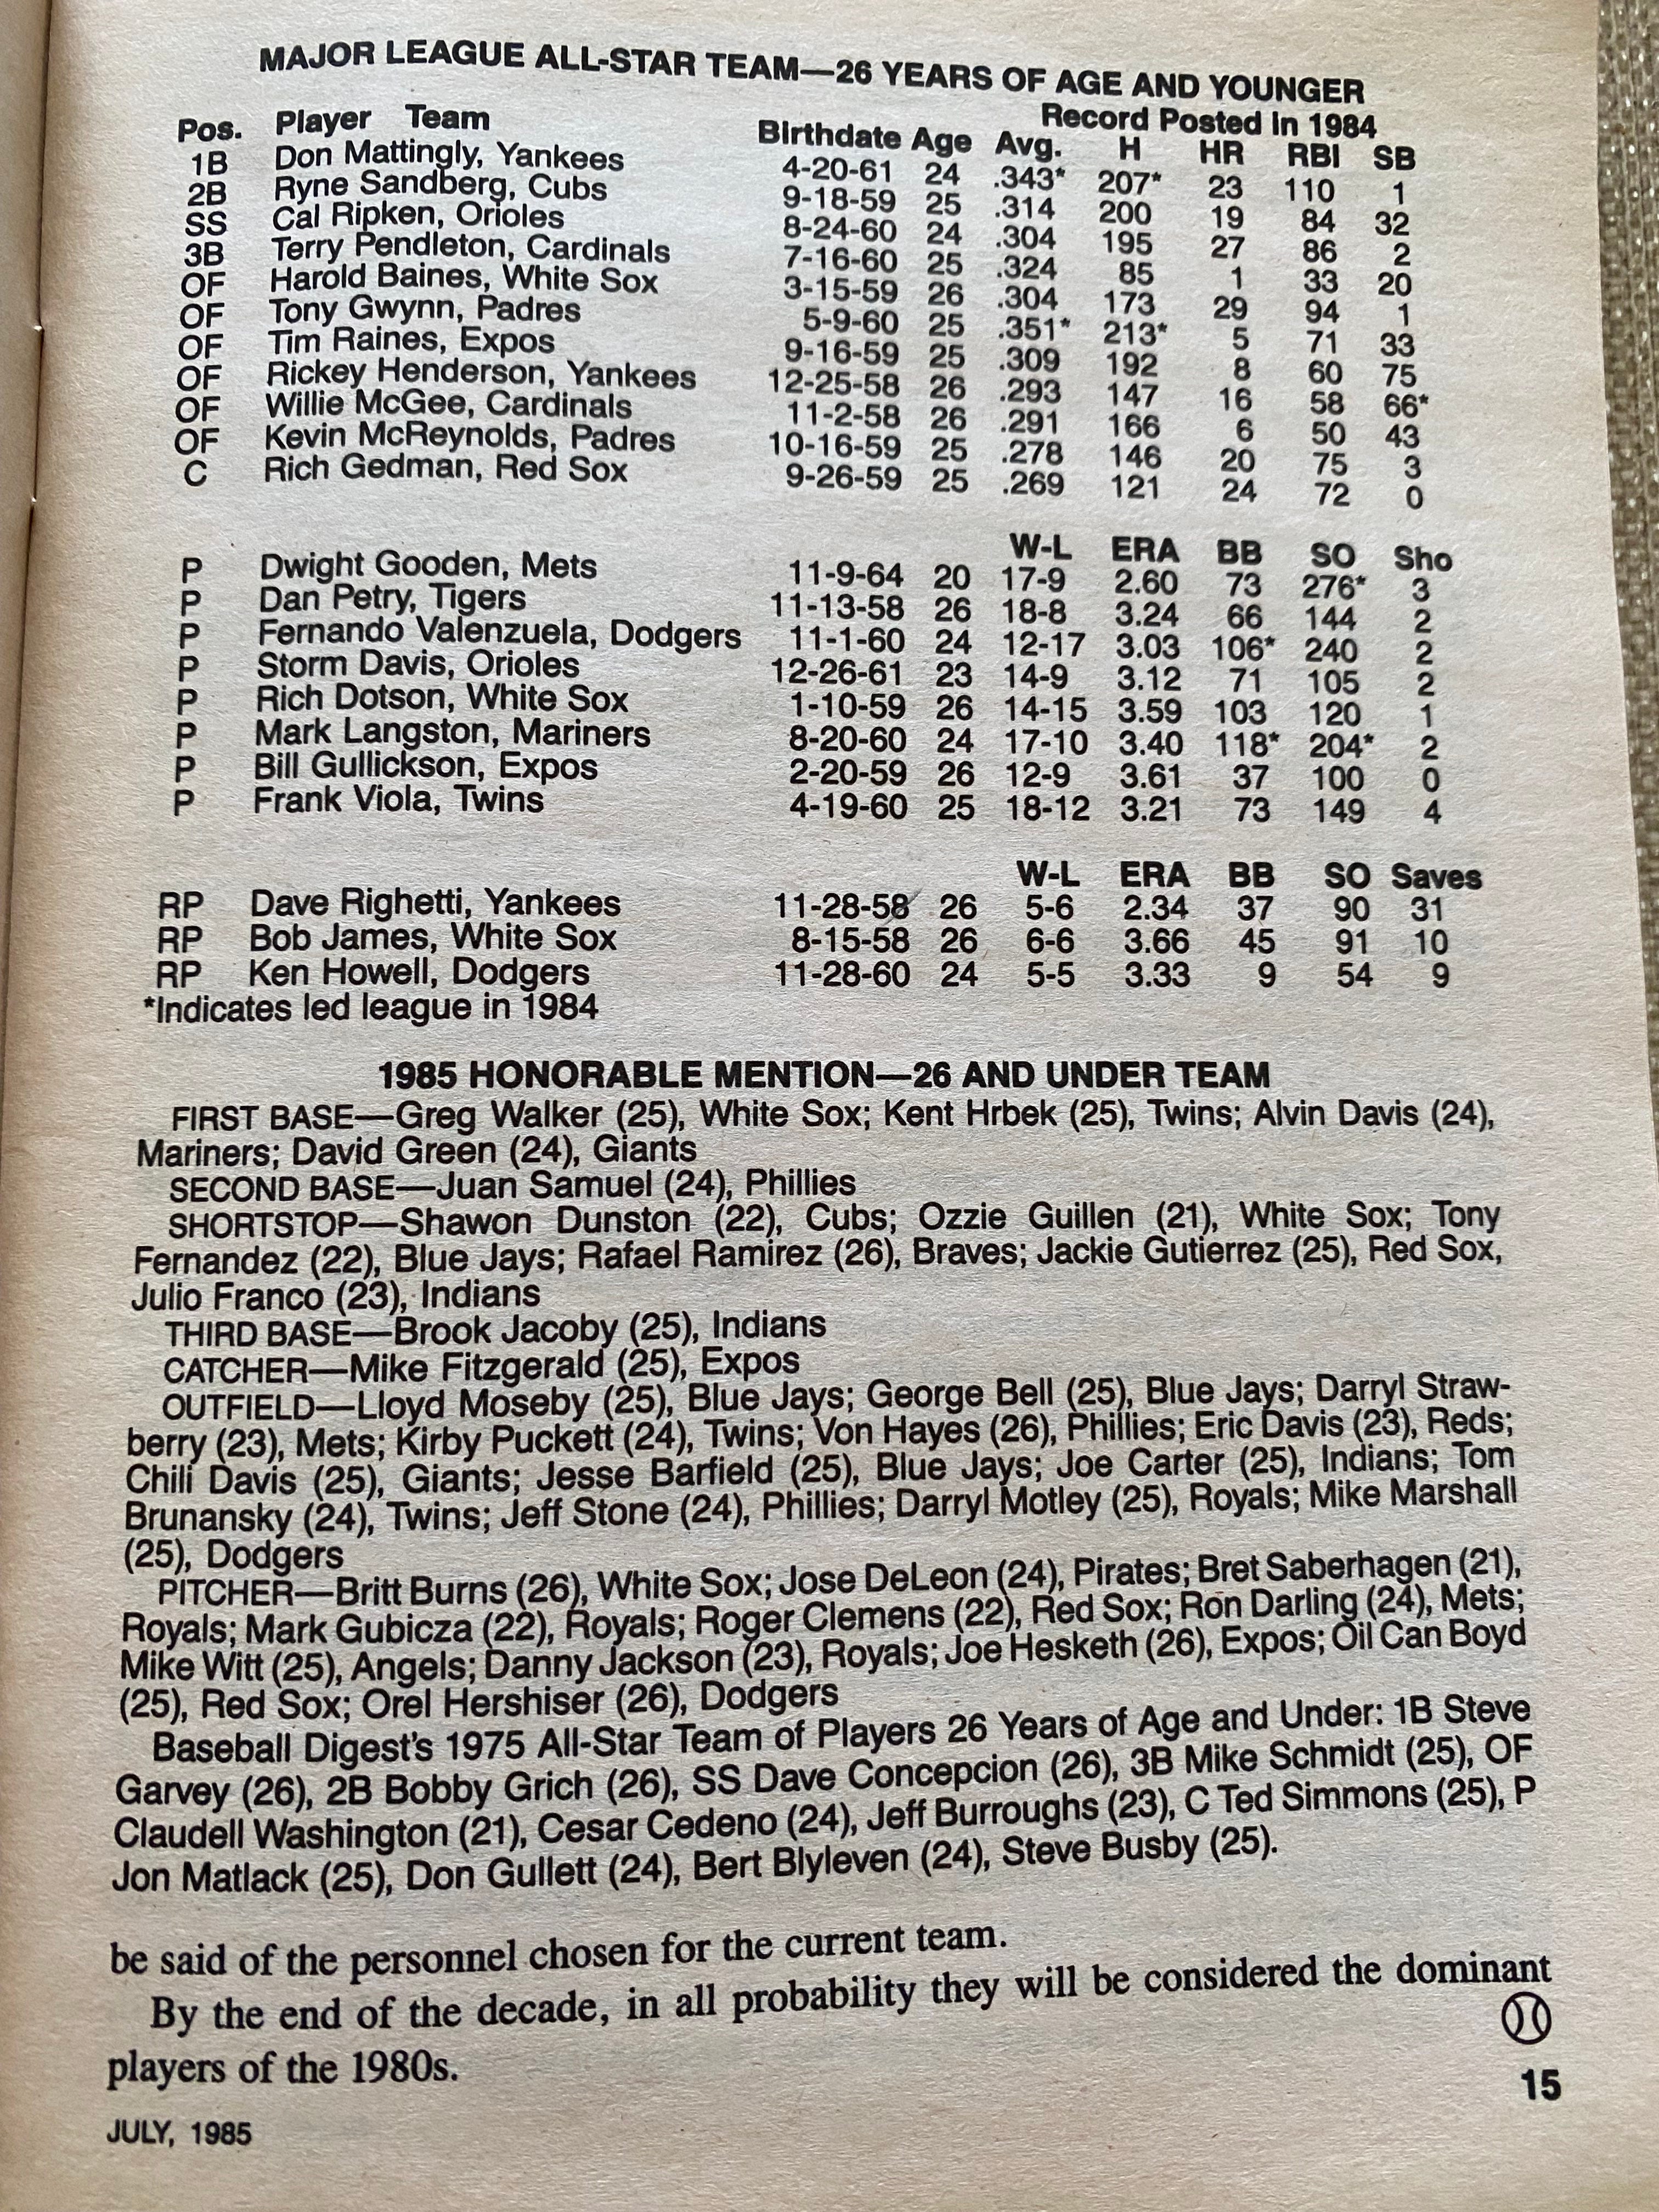 MAJOR LEAGUE ALL-STAR TEAM—26 YEARS OF AGE AND YOUNGER
Record Posted In 1984
Pos. Player Team Birthdate Age Avg. H HR RBI SB
1B Don Mattingly, Yankees 4-20-61 24 .343* 207* 23 110 1
2B Ryne Sandberg, Cubs 9-18-59 25 .314 200 19 84 32
SS Cal Ripken, Orioles 8-24-60 24 .304 195 27 86 2
3B Terry Pendleton, Cardinals 7-16-60 25 .324 85 1 33 20
OF Harold Baines, White Sox 3-15-59 26 .304 173 29 94 1
OF Tony Gwynn, Padres 5-9-60 25 .351* 213* 5 71 33
OF Tim Raines, Expos 9-16-59 25 .309 192 8 60 75
OF Rickey Henderson, Yankees 12-25-58 26 .293 147 16 58 66*
OF Willie McGee, Cardinals 11-2-58 26 .291 166 6 50 43
OF Kevin McReynolds, Padres 10-16-59 25 .278 146 20 75 3
C Rich Gedman, Red Sox 9-26-59 25 .269 121 24 72 0
W-L ERA BB SO Sho
P Dwight Gooden, Mets 11-9-64 20 17-9 2.60 73 276* 3
P Dan Petry, Tigers 11-13-58 26 18-8 3.24 66 144 2
P Fernando Valenzuela, Dodgers 11-1-60 24 12-17 3.03 106* 240 2
P Storm Davis, Orioles 12-26-61 23 14-9 3.12 71 105 2
P Rich Dotson, White Sox 1-10-59 26 14-15 3.59 103 120 1
P Mark Langston, Mariners 8-20-60 24 17-10 3.40 118* 204* 2
P Bill Gullickson, Expos 2-20-59 26 12-9 3.61 37 100 0
P Frank Viola, Twins 4-19-60 25 18-12 3.21 73 149 4
W-L ERA BB SO Saves
RP Dave Righetti, Yankees 11-28-58 26 5-6 2.34 37 90 31
RP Bob James, White Sox 8-15-58 26 6-6 3.66 45 91 10
RP Ken Howell, Dodgers 11-28-60 24 5-5 3.33 9 54 9
*Indicates led league in 1984
1985 HONORABLE MENTION—26 AND UNDER TEAM
FIRST BASE—Greg Walker (25), White Sox; Kent Hrbek (25), Twins; Alvin Davis (24),
Mariners; David Green (24), Giants
SECOND BASE—Juan Samuel (24), Phillies
SHORTSTOP—Shawon Dunston (22), Cubs; Ozzie Guillen (21), White Sox; Tony
Fernandez (22), Blue Jays; Rafael Ramirez (26), Braves; Jackie Gutierrez (25), Red Sox,
Julio Franco (23), Indians
THIRD BASE—Brook Jacoby (25), Indians
CATCHER—Mike Fitzgerald (25), Expos
OUTFIELD—Lloyd Moseby (25), Blue Jays; George Bell (25), Blue Jays; Darryl Straw-
berry (23), Mets; Kirby Puckett (24), Twins; Von Hayes (26), Phillies; Eric Davis (23), Reds;
Chili Davis (25), Giants; Jesse Barfield (25), Blue Jays; Joe Carter (25), Indians; Tom
Brunansky (24), Twins; Jeff Stone (24), Phillies; Darryl Motley (25), Royals; Mike Marshall
(25), Dodgers
PITCHER—Britt Burns (26), White Sox; Jose DeLeon (24), Pirates; Bret Saberhagen (21),
Royals; Mark Gubicza (22), Royals; Roger Clemens (22), Red Sox; Ron Darling (24), Mets;
Mike Witt (25), Angels; Danny Jackson (23), Royals; Joe Hesketh (26), Expos; Oil Can Boyd
(25), Red Sox; Orel Hershiser (26), Dodgers
Baseball Digest's 1975 All-Star Team of Players 26 Years of Age and Under: 1B Steve
Garvey (26), 2B Bobby Grich (26), SS Dave Concepcion (26), 3B Mike Schmidt (25), OF
Claudell Washington (21), Cesar Cedeno (24), Jeff Burroughs (23), C Ted Simmons (25), P
Jon Matlack (25), Don Gullett (24), Bert Blyleven (24), Steve Busby (25).
be said of the personnel chosen for the current team.
By the end of the decade, in all probability they will be considered the dominant
players of the 1980s.
15
JULY, 1985